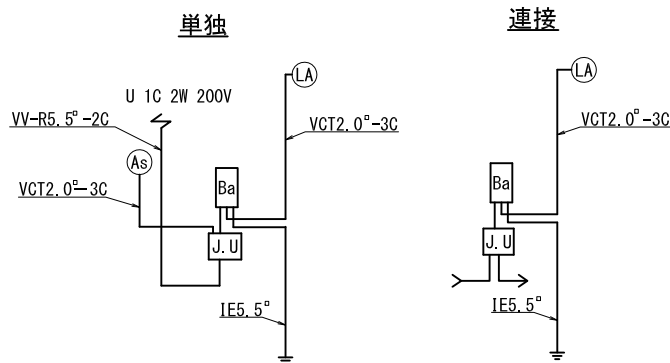 単独
連接
LA
LA
U 1C 2W 200V
VV-R5.5□-2C
VCT2.0□-3C
VCT2.0□-3C
As
Ba
Ba
VCT2.0□-3C
J.U
J.U
IE5.5□
IE5.5□